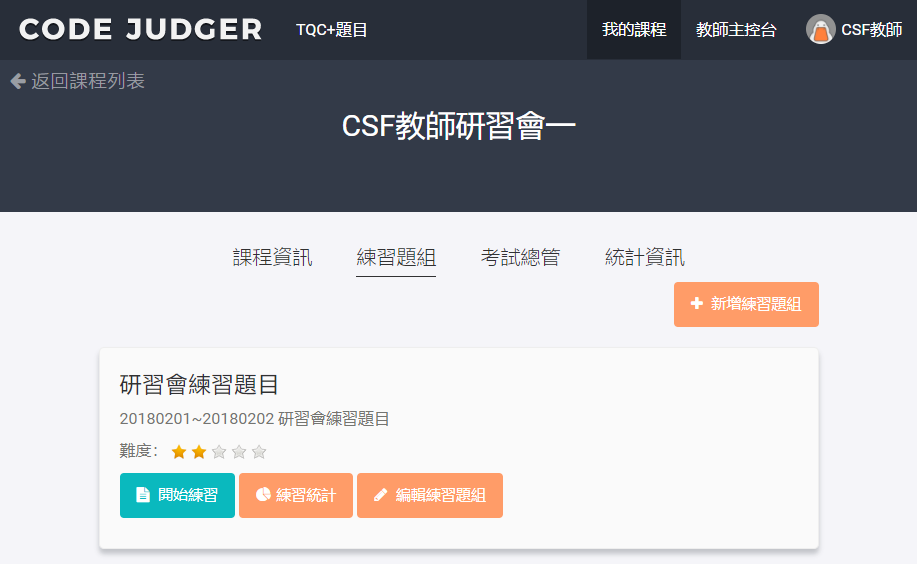 CODE JUDGER TQC+題目 我的課程 教師主控台 CSF教師
返回課程列表
CSF教師研習會一
課程資訊 練習題組 考試總管 統計資訊
新增練習題組
研習會練習題目
20180201~20180202 研習會練習題目
難度：
開始練習 練習統計 編輯練習題組